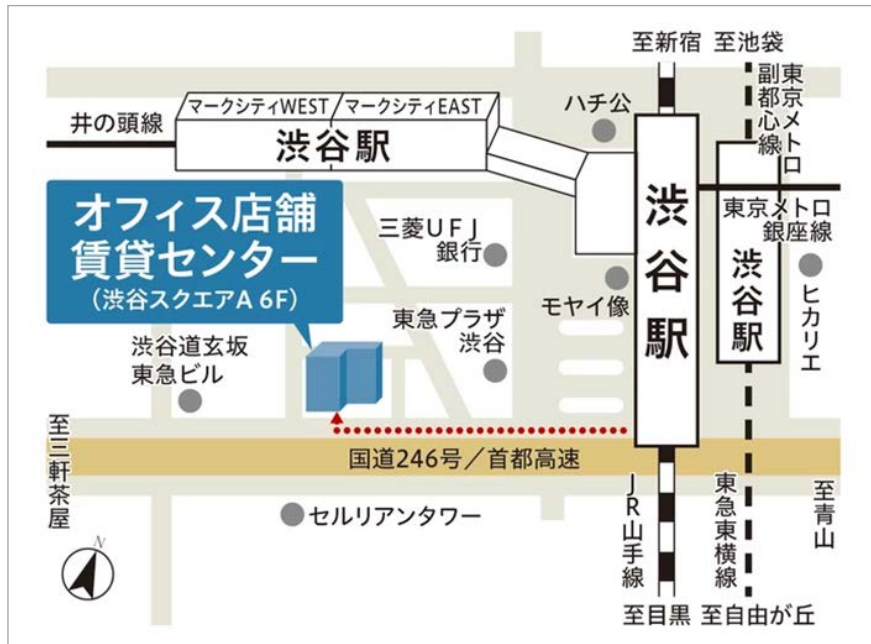 至新宿
至池袋
東京メトロ
副都心線
ハチ公
マークシティWEST
マークシティEAST
井の頭線
渋谷駅
渋谷駅
東京メトロ
銀座線
渋谷駅
ヒカリエ
オフィス店舗
賃貸センター
(渋谷スクエアA 6F)
三菱UFJ
銀行
モヤイ像
東急プラザ
渋谷
渋谷道玄坂
東急ビル
至三軒茶屋
国道246号/首都高速
セルリアンタワー
JR山手線
東急東横線
至青山
N
至目黒
至自由が丘